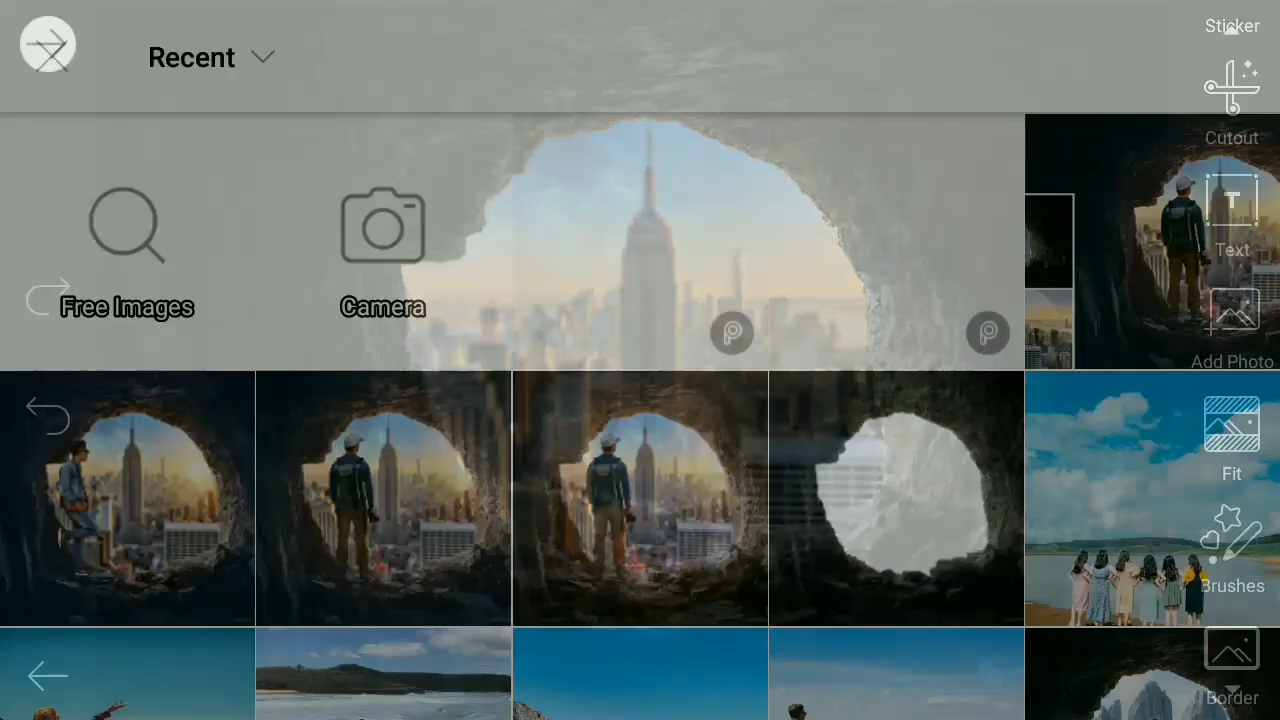 Recent
Free Images
Camera
Sticker
Cutout
T
Text
Add Photo
Fit
Brushes
Border